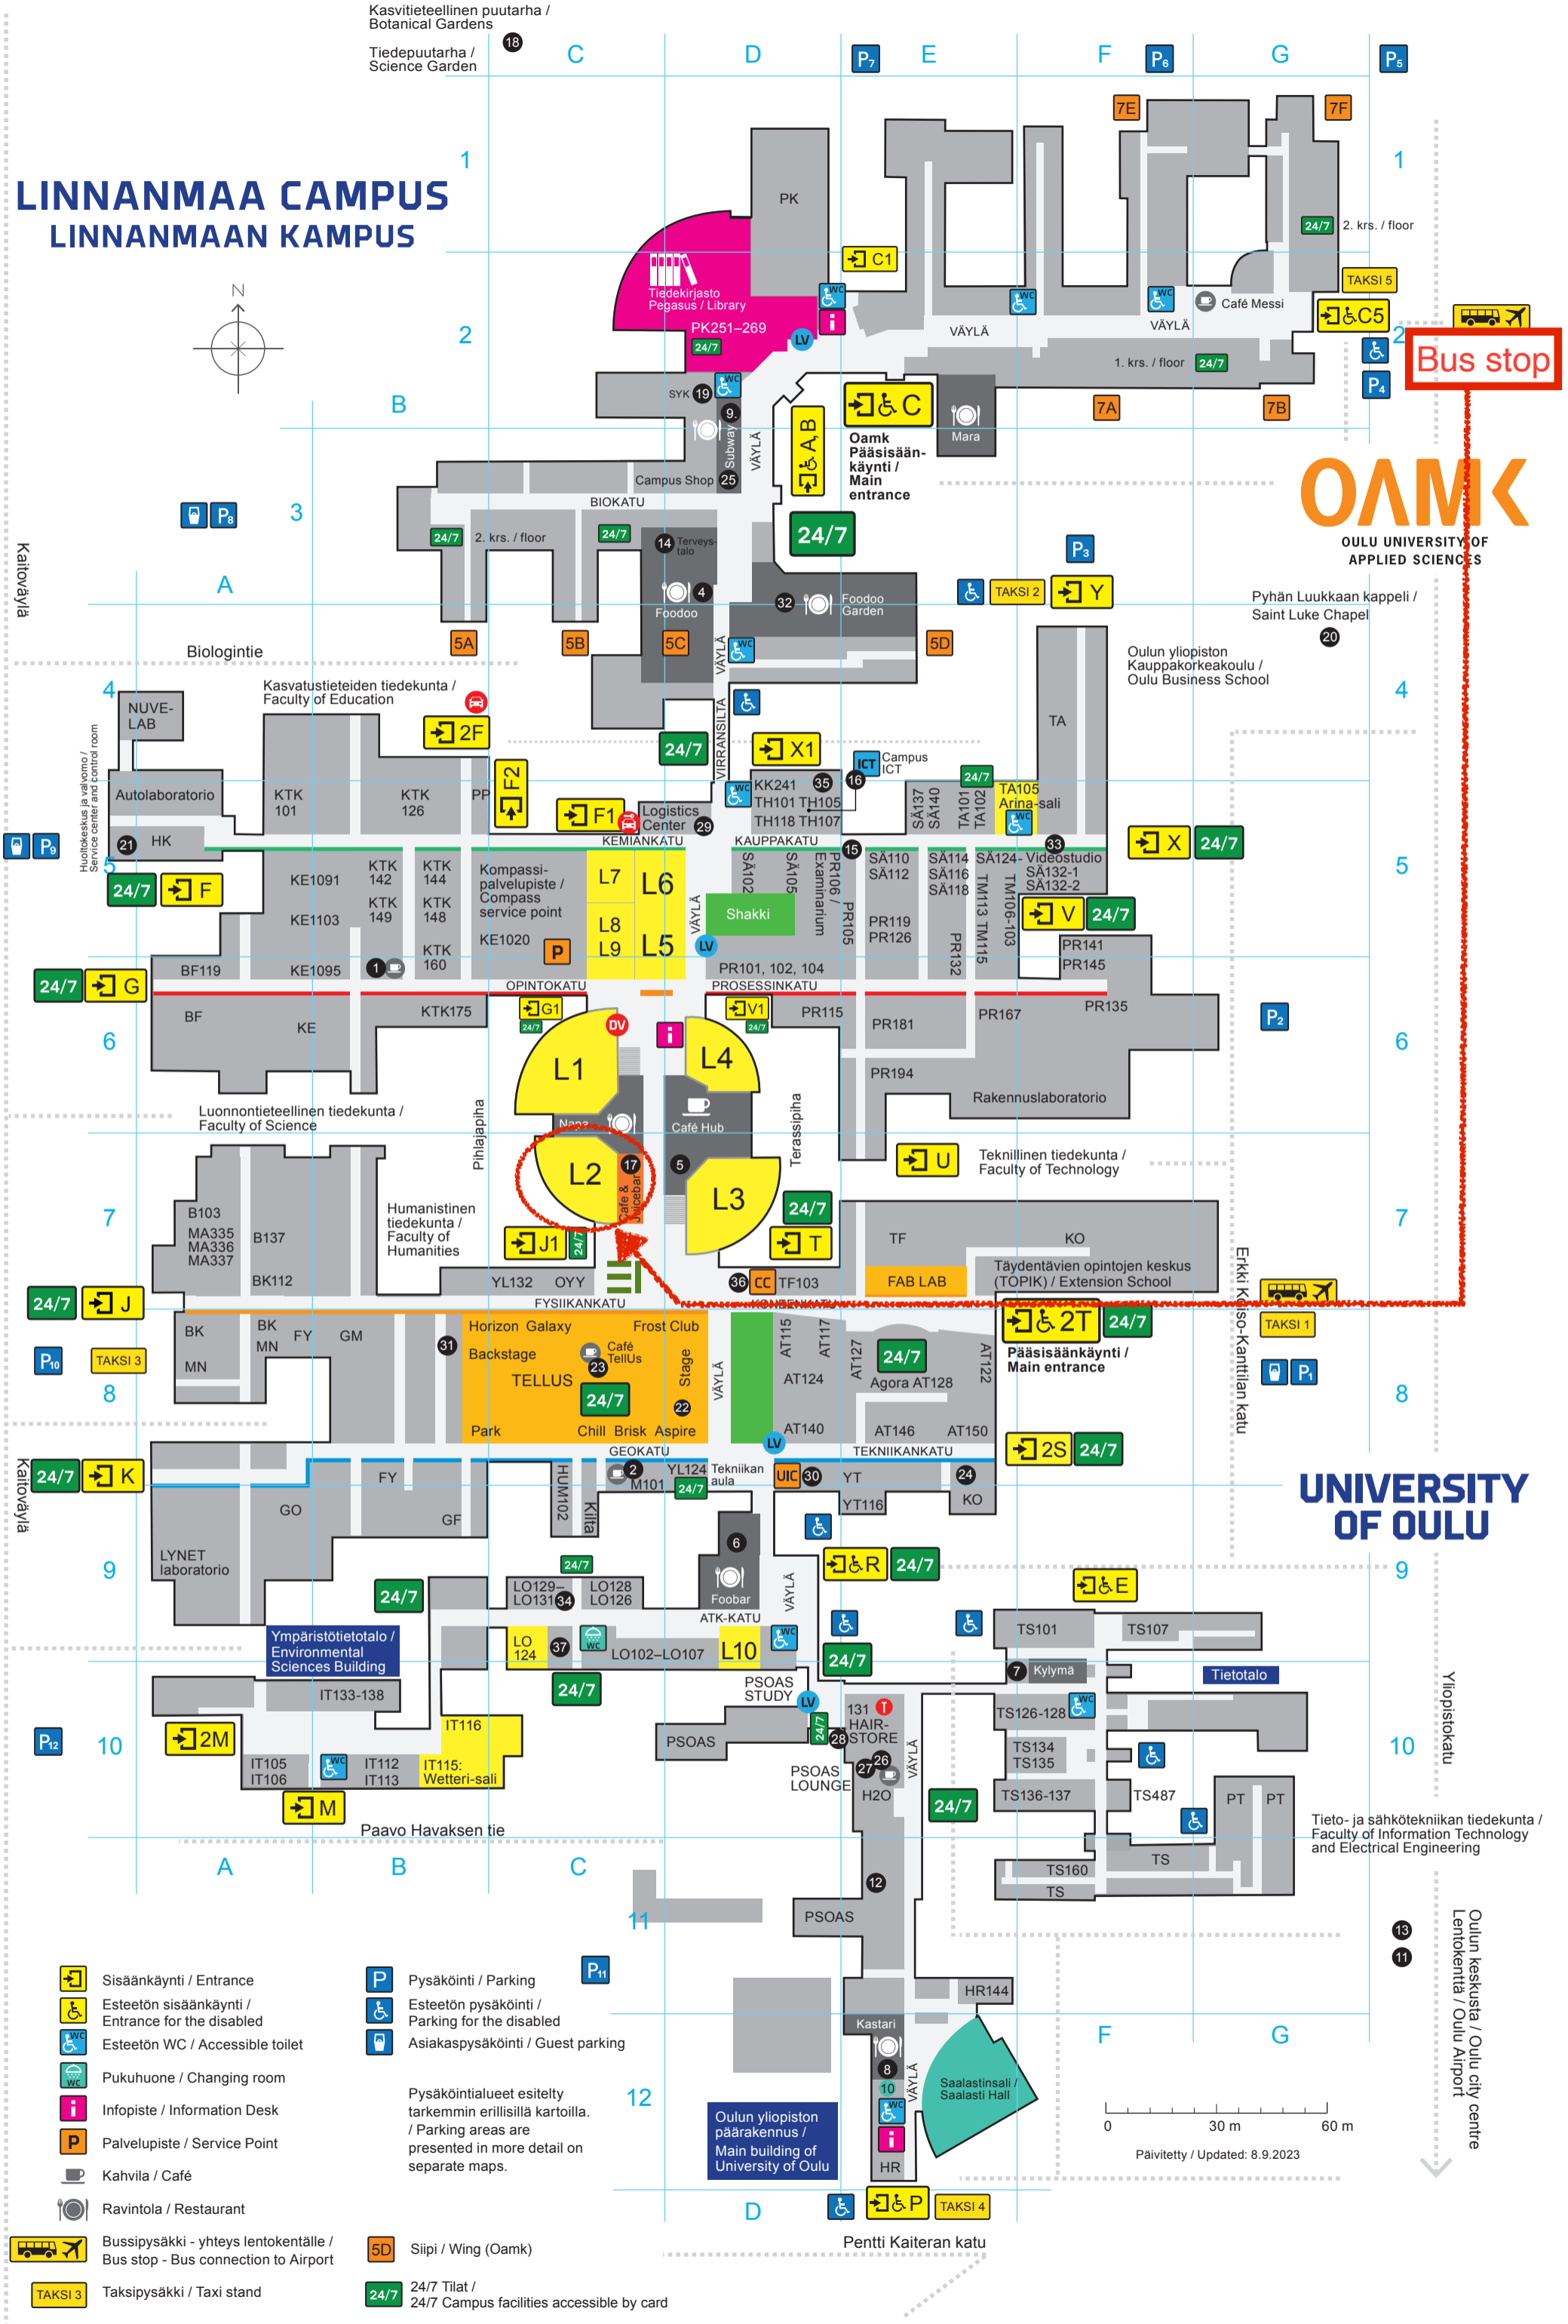 Kasvitieteellinen puutarha /
Botanical Gardens
18
Tiedepuutarha /
Science Garden
C
D
E
F
G
P7
P6
P5
7E
7F
1
1
LINNANMAA CAMPUS
LINNANMAAN KAMPUS
PK
24/7
2. krs. / floor
C1
N
Tiedekirjasto
Pegasus / Library
PK251–269
24/7
WC
i
LV
WC
WC
Café Messi
TAKSI 5
C5
VÄYLÄ
VÄYLÄ
2
2
Bus stop
1. krs. / floor
24/7
P4
B
SYK
19
WC
9.
Subway
VÄYLÄ
A,B
C
Oamk
Pääsisään-
käynti /
Main
entrance
Mara
7A
7B
Campus Shop
25
BIOKATU
OAMK
OULU UNIVERSITY OF
APPLIED SCIENCES
P8
3
24/7
2. krs. / floor
24/7
14
Terveys-
talo
24/7
P3
Kaitoväylä
A
4
Foodoo
32
Foodoo
Garden
TAKSI 2
Y
Pyhän Luukkaan kappeli /
Saint Luke Chapel
20
5A
5B
5C
VÄYLÄ
WC
5D
Biologintie
Oulun yliopiston
Kauppakorkeakoulu /
Oulu Business School
4
4
NUVE-
LAB
Kasvatustieteiden tiedekunta /
Faculty of Education
2F
24/7
VIRRANSILTA
X1
TA
Huoltokeskus ja valvomo /
Service center and control room
ICT
Campus
ICT
Autolaboratorio
KTK
101
KTK
126
PP
F2
F1
Logistics
Center
29
WC
KK241
35
16
TH101 TH105
TH118 TH107
SÄ137
SÄ140
TA101
TA102
24/7
TA105
Arina-sali
WC
P9
21
HK
KEMIANKATU
KAUPPAKATU
15
33
X
24/7
5
5
24/7
F
KE1091
KTK
142
KTK
144
Kompassi-
palvelupiste /
Compass
service point
L7
L6
SÄ102
SÄ105
PR106 /
Examinarium
SÄ110
SÄ112
SÄ114
SÄ116
SÄ118
SÄ124-
Videostudio
SÄ132-1
SÄ132-2
KE1103
KTK
149
KTK
148
L8
L9
L5
VÄYLÄ
Shakki
PR105
PR119
PR126
TM113 TM115
TM106-103
V
24/7
KE1020
P
LV
PR132
PR141
PR145
24/7
G
BF119
KE1095
1
KTK
160
PR101, 102, 104
OPINTOKATU
PROSESSINKATU
BF
KE
KTK175
G1
24/7
DV
i
V1
24/7
PR115
PR181
PR167
PR135
P2
6
6
L1
L4
PR194
Rakennuslaboratorio
Luonnontieteellinen tiedekunta /
Faculty of Science
Pihlajapiha
Napa
Café Hub
Terassipiha
L2
17
Cafe &
Juicebar
5
L3
U
Teknillinen tiedekunta /
Faculty of Technology
7
7
B103
MA335
MA336
MA337
B137
BK112
Humanistinen
tiedekunta /
Faculty of
Humanities
24/7
J1
24/7
T
TF
KO
Täydentävien opintojen keskus
(TOPIK) / Extension School
YL132
OYY
36
CC
TF103
FAB LAB
Erkki Koiso-Kanttilan katu
24/7
J
FYSIIKANKATU
KONEENKATU
2T
24/7
Pääsisäänkäynti /
Main entrance
TAKSI 1
BK
BK
MN
FY
GM
31
Horizon Galaxy
Frost Club
Backstage
Café
TellUs
23
TELLUS
24/7
Stage
22
VÄYLÄ
AT115
AT117
AT127
24/7
AT122
P10
TAKSI 3
MN
AT124
Agora AT128
P1
8
8
Park
Chill Brisk Aspire
AT140
AT146
AT150
GEOKATU
LV
TEKNIIKANKATU
2S
24/7
24/7
K
FY
HUM102
2
M101
YL124
24/7
Tekniikan
aula
UIC
30
YT
24
Kaitoväylä
GO
GF
Kiilta
YT116
KO
UNIVERSITY
OF OULU
LYNET
laboratorio
6
Foobar
R
24/7
9
9
24/7
24/7
LO129–
LO131
34
LO128
LO126
VÄYLÄ
E
ATK-KATU
Ympäristötietotalo /
Environmental
Sciences Building
LO
124
37
WC
LO102–LO107
L10
WC
24/7
TS101
TS107
7
Kylymä
Tietotalo
IT133-138
24/7
PSOAS
STUDY
LV
131
T
HAIR-
STORE
TS126-128
WC
Yliopistokatu
P12
10
2M
IT116
PSOAS
24/7
28
TS134
TS135
10
IT105
IT106
WC
IT112
IT113
IT115:
Wetteri-sali
PSOAS
LOUNGE
27
26
H2O
VÄYLÄ
24/7
TS136-137
TS487
PT
PT
M
Paavo Havaksen tie
Tieto- ja sähkötekniikan tiedekunta /
Faculty of Information Technology
and Electrical Engineering
A
B
C
12
TS160
TS
TS
11
PSOAS
13
11
Oulun keskusta / Oulu city centre
Lentokenttä / Oulu Airport
Sisäänkäynti / Entrance
Esteetön sisäänkäynti /
Entrance for the disabled
WC
Esteetön WC / Accessible toilet
WC
Pukuhuone / Changing room
i
Infopiste / Information Desk
P
Palvelupiste / Service Point
Kahvila / Café
Ravintola / Restaurant
Bussipysäkki - yhteys lentokentälle /
Bus stop - Bus connection to Airport
TAKSI 3
Taksipysäkki / Taxi stand
P
Pysäköinti / Parking
P11
Esteetön pysäköinti /
Parking for the disabled
Asiakaspysäköinti / Guest parking
Pysäköintialueet esitelty
tarkemmin erillisillä kartoilla.
/ Parking areas are
presented in more detail on
separate maps.
5D
Siipi / Wing (Oamk)
24/7
24/7 Tilat /
24/7 Campus facilities accessible by card
HR144
Kastari
8
10
VÄYLÄ
WC
i
HR
Saalastinsali /
Saalasti Hall
F
G
12
Oulun yliopiston
päärakennus /
Main building of
University of Oulu
0
30 m
60 m
Päivitetty / Updated: 8.9.2023
D
P
TAKSI 4
Pentti Kaiteran katu